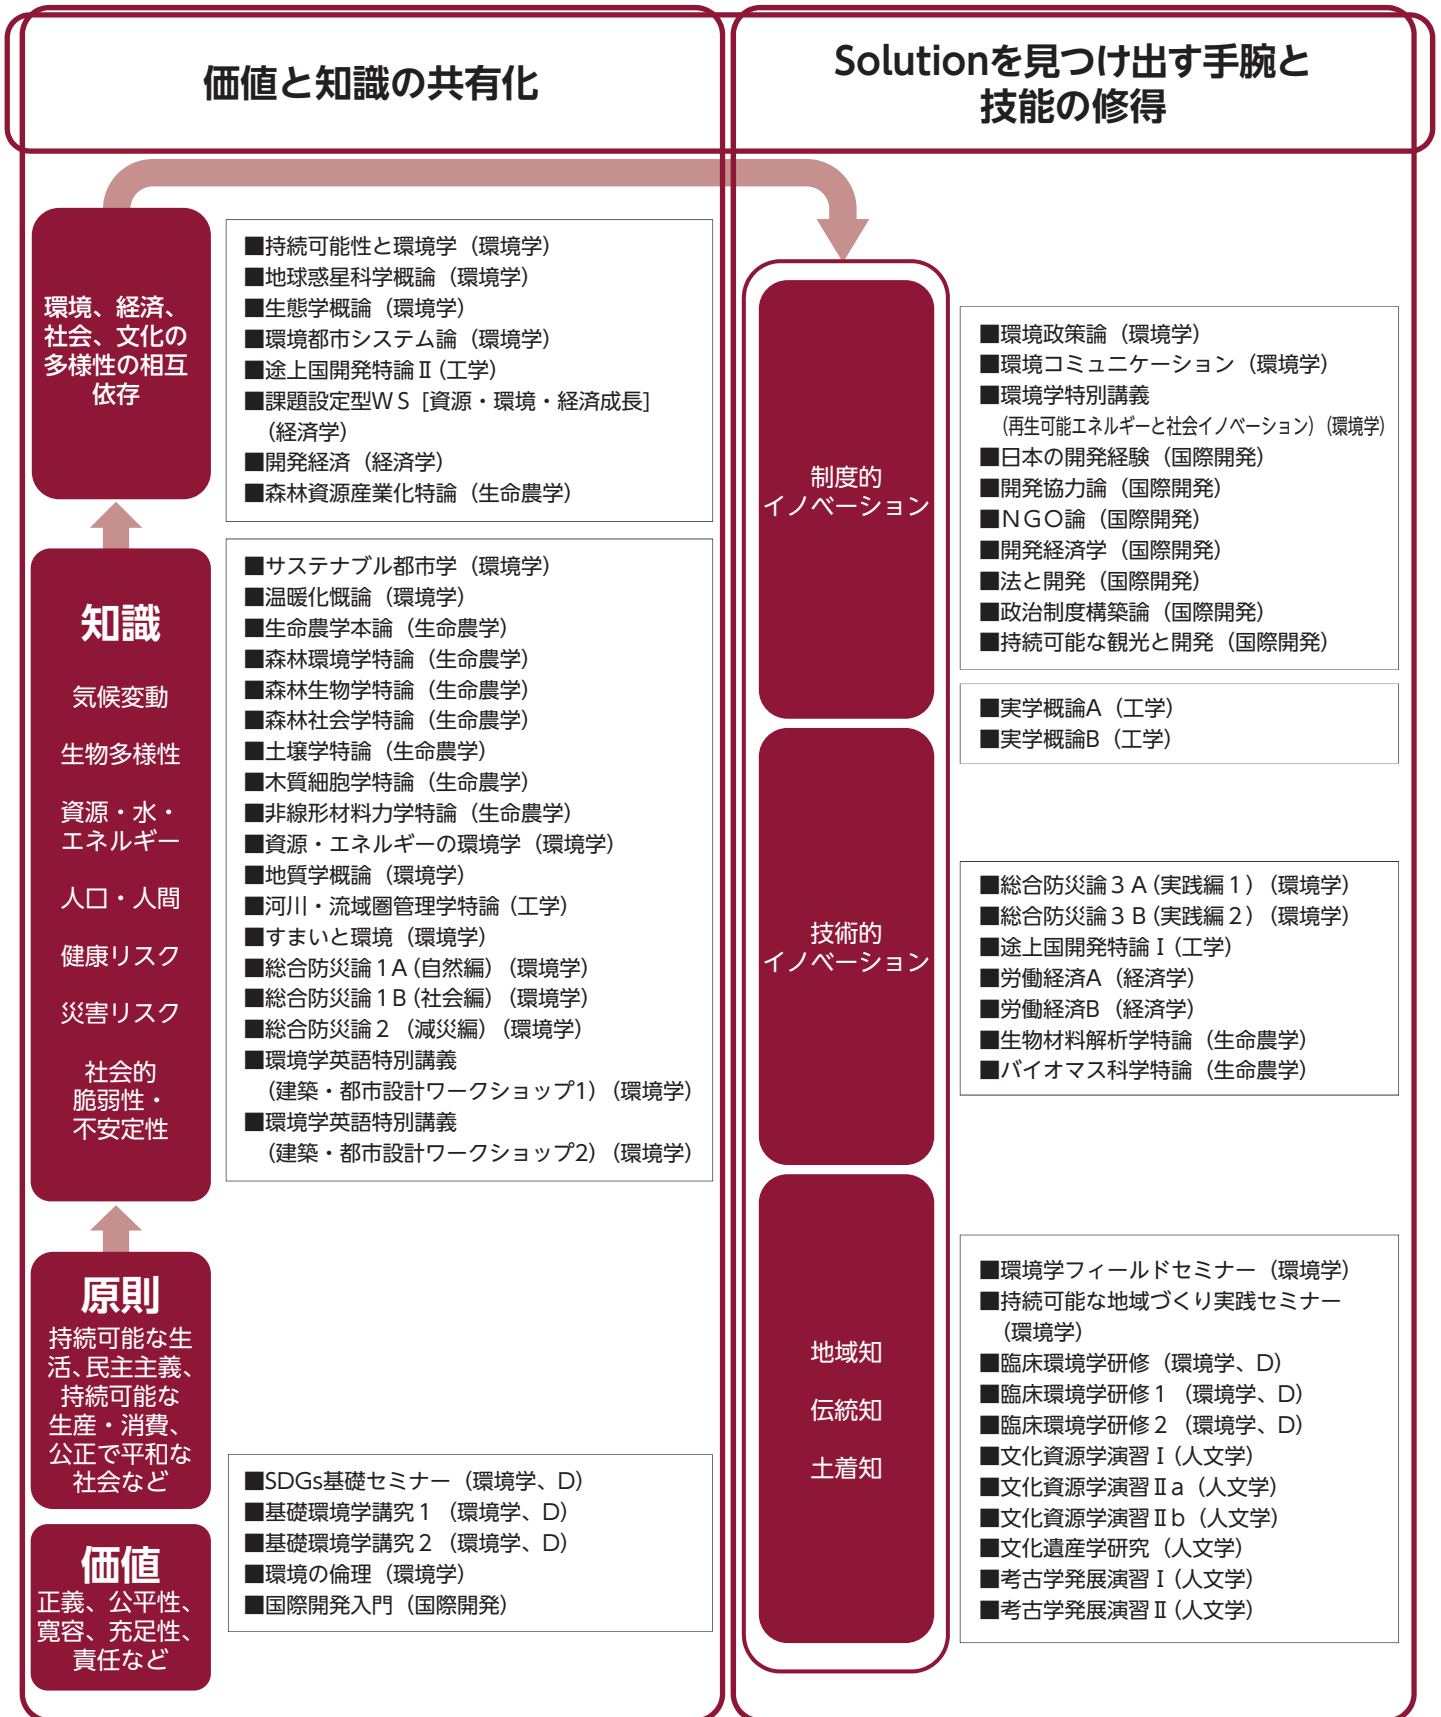 価値と知識の共有化
環境、経済、
社会、文化の
多様性の相互
依存
■持続可能性と環境学（環境学）
■地球惑星科学概論（環境学）
■生態学概論（環境学）
■環境都市システム論（環境学）
■途上国開発特論Ⅱ（工学）
■課題設定型ＷＳ［資源・環境・経済成長］
（経済学）
■開発経済（経済学）
■森林資源産業化特論（生命農学）
知識
気候変動
生物多様性
資源・水・
エネルギー
人口・人間
健康リスク
災害リスク
社会的
脆弱性・
不安定性
■サステナブル都市学（環境学）
■温暖化慨論（環境学）
■生命農学本論（生命農学）
■森林環境学特論（生命農学）
■森林生物学特論（生命農学）
■森林社会学特論（生命農学）
■土壌学特論（生命農学）
■木質細胞学特論（生命農学）
■非線形材料力学特論（生命農学）
■資源・エネルギーの環境学（環境学）
■地質学概論（環境学）
■河川・流域圏管理学特論（工学）
■すまいと環境（環境学）
■総合防災論１A（自然編）（環境学）
■総合防災論１B（社会編）（環境学）
■総合防災論２（減災編）（環境学）
■環境学英語特別講義
（建築・都市設計ワークショップ1）（環境学）
■環境学英語特別講義
（建築・都市設計ワークショップ2）（環境学）
原則
持続可能な生
活、民主主義、
持続可能な
生産・消費、
公正で平和な
社会など
価値
正義、公平性、
寛容、充足性、
責任など
■SDGs基礎セミナー（環境学、D）
■基礎環境学講究１（環境学、D）
■基礎環境学講究２（環境学、D）
■環境の倫理（環境学）
■国際開発入門（国際開発）
Solutionを見つけ出す手腕と
技能の修得
制度的
イノベーション
■環境政策論（環境学）
■環境コミュニケーション（環境学）
■環境学特別講義
（再生可能エネルギーと社会イノベーション）（環境学）
■日本の開発経験（国際開発）
■開発協力論（国際開発）
■ＮＧＯ論（国際開発）
■開発経済学（国際開発）
■法と開発（国際開発）
■政治制度構築論（国際開発）
■持続可能な観光と開発（国際開発）
■実学概論A（工学）
■実学概論B（工学）
技術的
イノベーション
■総合防災論３A（実践編１）（環境学）
■総合防災論３B（実践編２）（環境学）
■途上国開発特論Ⅰ（工学）
■労働経済A（経済学）
■労働経済B（経済学）
■生物材料解析学特論（生命農学）
■バイオマス科学特論（生命農学）
地域知
伝統知
土着知
■環境学フィールドセミナー（環境学）
■持続可能な地域づくり実践セミナー
（環境学）
■臨床環境学研修（環境学、D）
■臨床環境学研修１（環境学、D）
■臨床環境学研修２（環境学、D）
■文化資源学演習Ⅰ（人文学）
■文化資源学演習Ⅱa（人文学）
■文化資源学演習Ⅱb（人文学）
■文化遺産学研究（人文学）
■考古学発展演習Ⅰ（人文学）
■考古学発展演習Ⅱ（人文学）